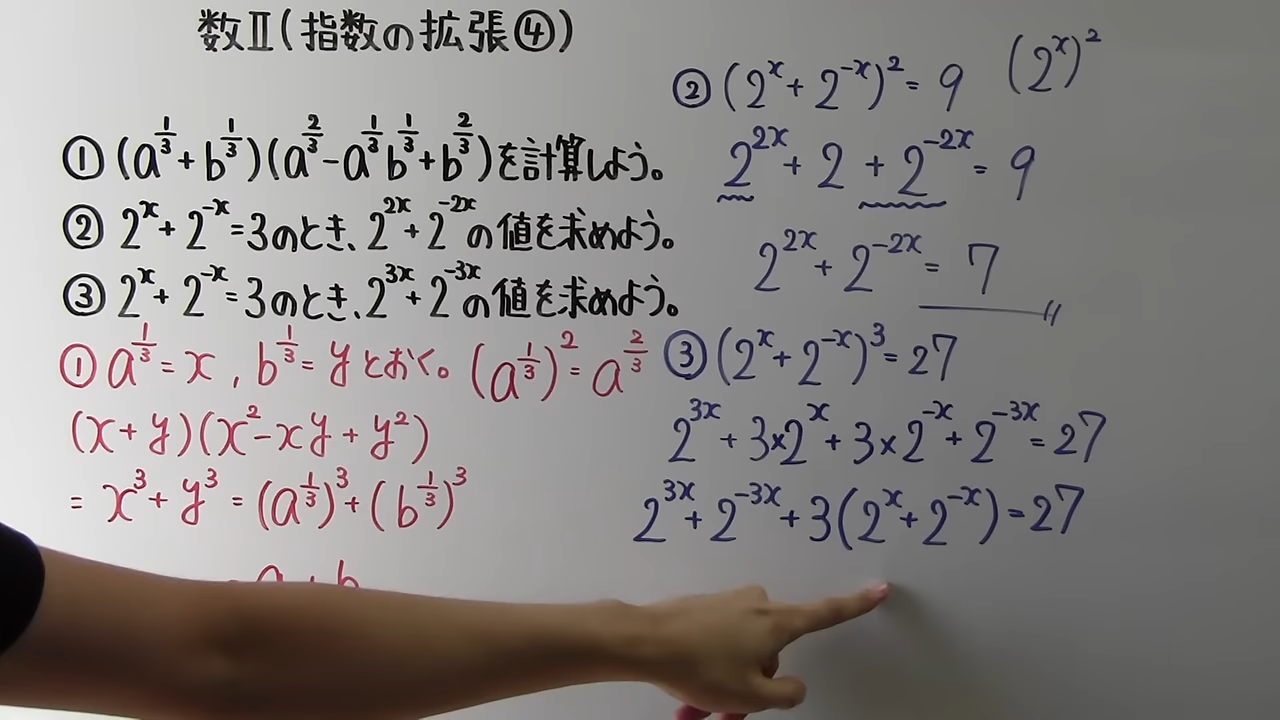 数Ⅱ(指数の拡張④)
① (a^{1/3} + b^{1/3})(a^{2/3} - a^{1/3}b^{1/3} + b^{2/3})を計算しよう。
② 2^x + 2^{-x} = 3のとき、2^{2x} + 2^{-2x}の値を求めよう。
③ 2^x + 2^{-x} = 3のとき、2^{3x} + 2^{-3x}の値を求めよう。
① a^{1/3} = x , b^{1/3} = yとおく。 (a^{1/3})^2 = a^{2/3}
(x + y)(x^2 - xy + y^2)
= x^3 + y^3 = (a^{1/3})^3 + (b^{1/3})^3
= a + b
② (2^x + 2^{-x})^2 = 9 (2^x)^2
2^{2x} + 2 + 2^{-2x} = 9
2^{2x} + 2^{-2x} = 7
③ (2^x + 2^{-x})^3 = 27
2^{3x} + 3×2^x + 3×2^{-x} + 2^{-3x} = 27
2^{3x} + 2^{-3x} + 3(2^x + 2^{-x}) = 27